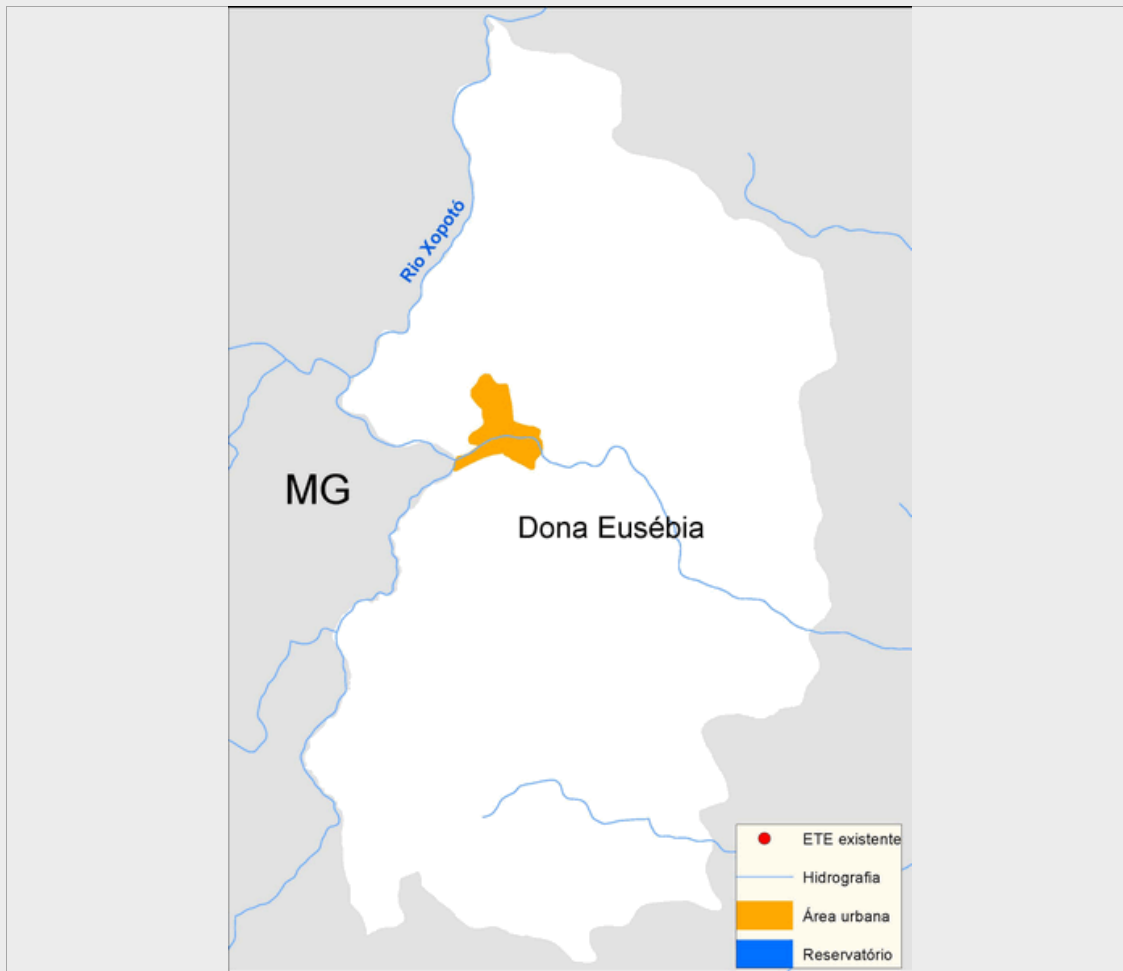 Rio Xopotó
MG
Dona Eusébia
ETE existente
Hidrografia
Área urbana
Reservatório